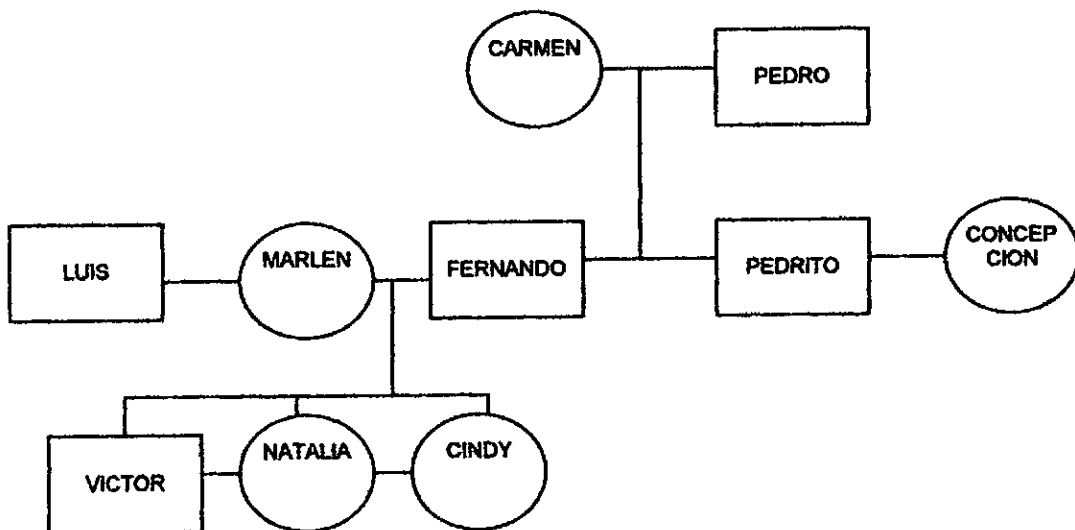 CARMEN
PEDRO
LUIS
MARLEN
FERNANDO
PEDRITO
CONCEP
CION
VICTOR
NATALIA
CINDY